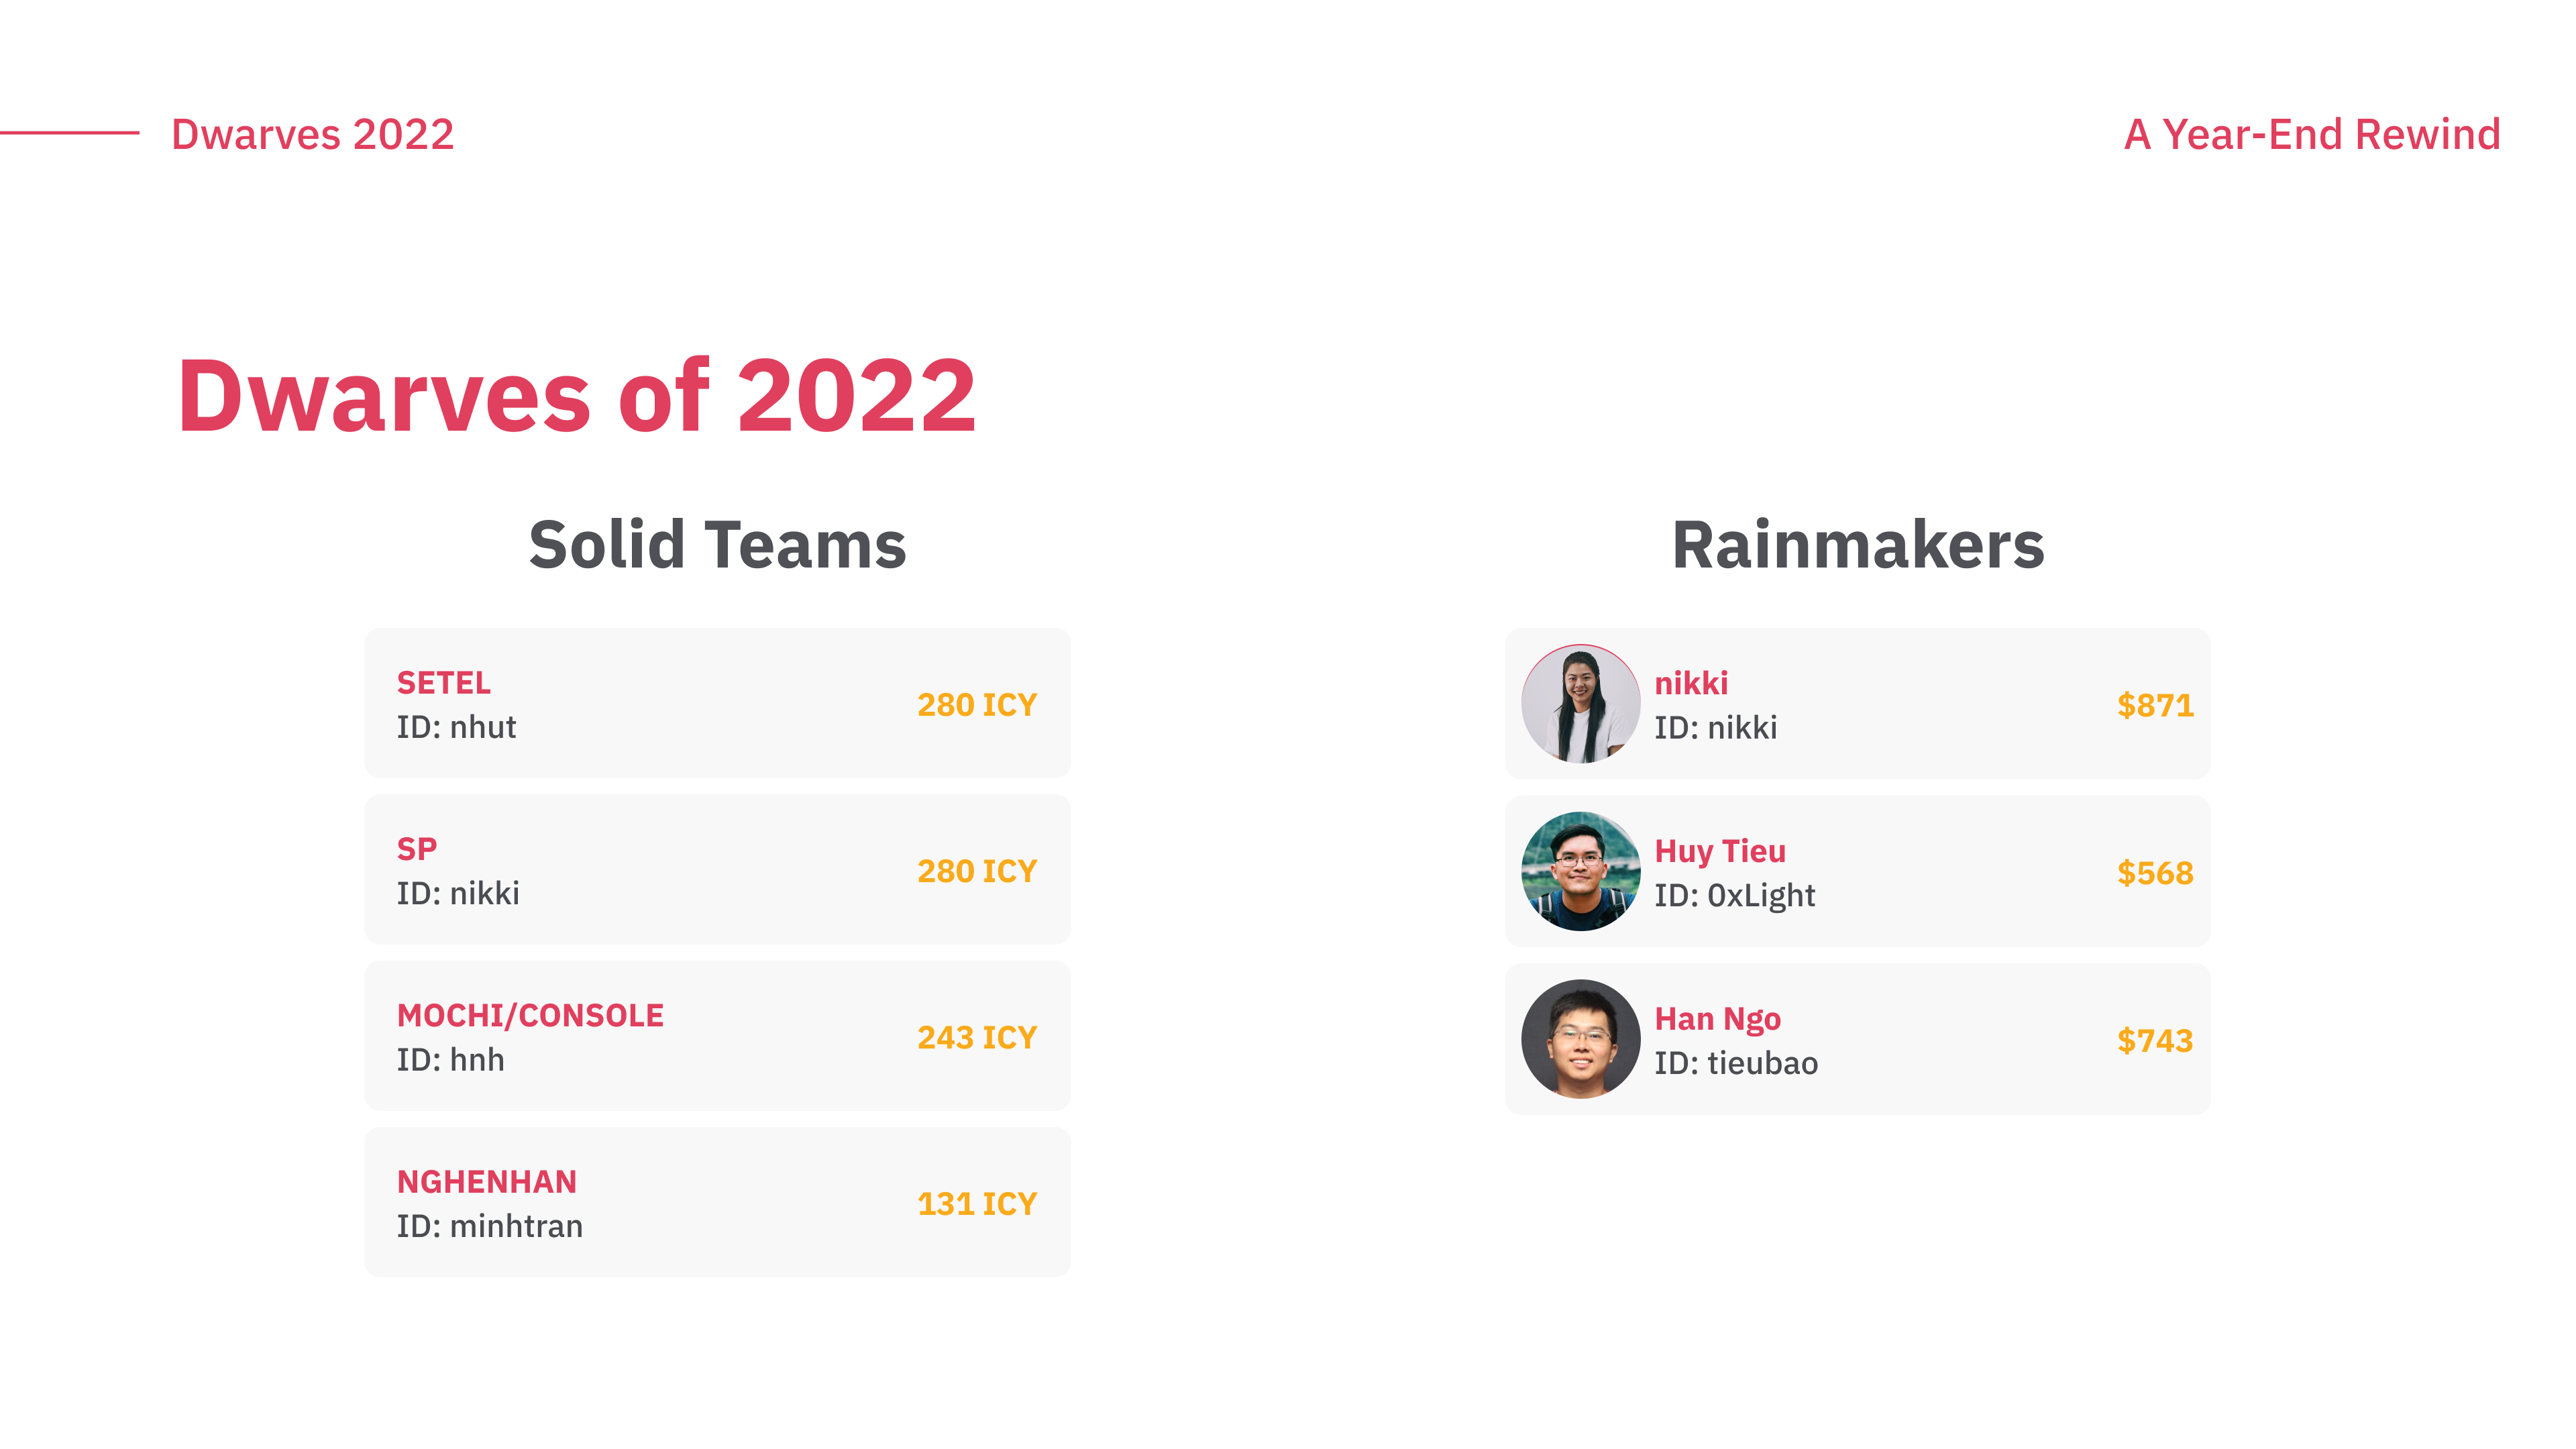 Dwarves 2022
A Year-End Rewind
Dwarves of 2022
Solid Teams
SETEL
ID: nhut
280 ICY
SP
ID: nikki
280 ICY
MOCHI/CONSOLE
ID: hnh
243 ICY
NGHENHAN
ID: minhtran
131 ICY
Rainmakers
nikki
ID: nikki
$871
Huy Tieu
ID: 0xLight
$568
Han Ngo
ID: tieubao
$743